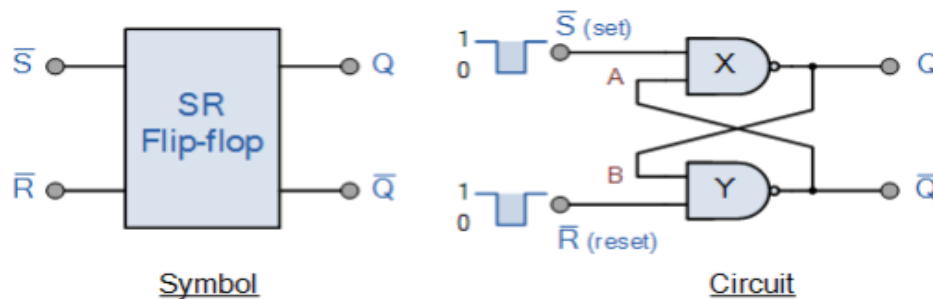 S̅
R̅
SR
Flip-flop
Q
Q̅
Symbol
1
0
S̅ (set)
A
X
Q
B
Y
Q̅
1
0
R̅ (reset)
Circuit